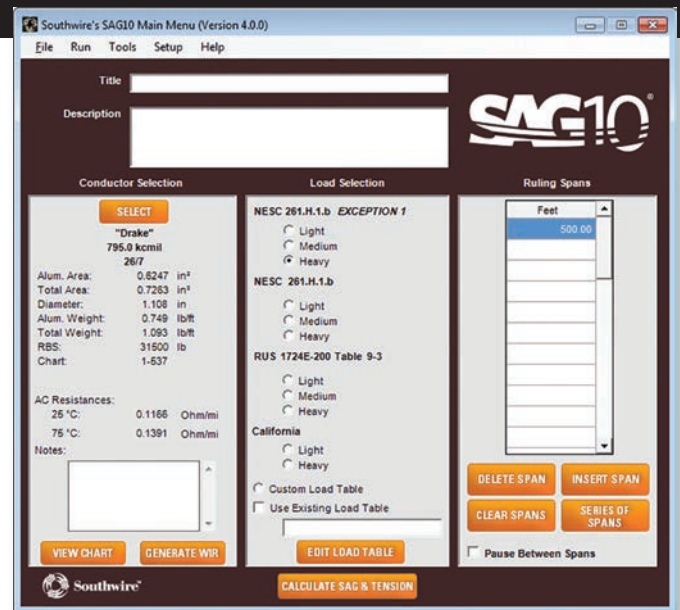 Southwire's SAG10 Main Menu (Version 4.0.0)
File Run Tools Setup Help
Title
Description
SAG10®
Conductor Selection
SELECT
"Drake"
795.0 kcmil
26/7
Alum. Area: 0.6247 in²
Total Area: 0.7263 in²
Diameter: 1.108 in
Alum. Weight: 0.749 lb/ft
Total Weight: 1.093 lb/ft
RBS: 31500 lb
Chart: 1-537
AC Resistances:
25 °C: 0.1166 Ohm/mi
75 °C: 0.1391 Ohm/mi
Notes:
VIEW CHART GENERATE WIR
Load Selection
NESC 261.H.1.b EXCEPTION 1
Light
Medium
Heavy
NESC 261.H.1.b
Light
Medium
Heavy
RUS 1724E-200 Table 9-3
Light
Medium
Heavy
California
Light
Heavy
Custom Load Table
Use Existing Load Table
EDIT LOAD TABLE
Ruling Spans
Feet
500.00
DELETE SPAN INSERT SPAN
CLEAR SPANS SERIES OF
SPANS
Pause Between Spans
Southwire®
CALCULATE SAG & TENSION